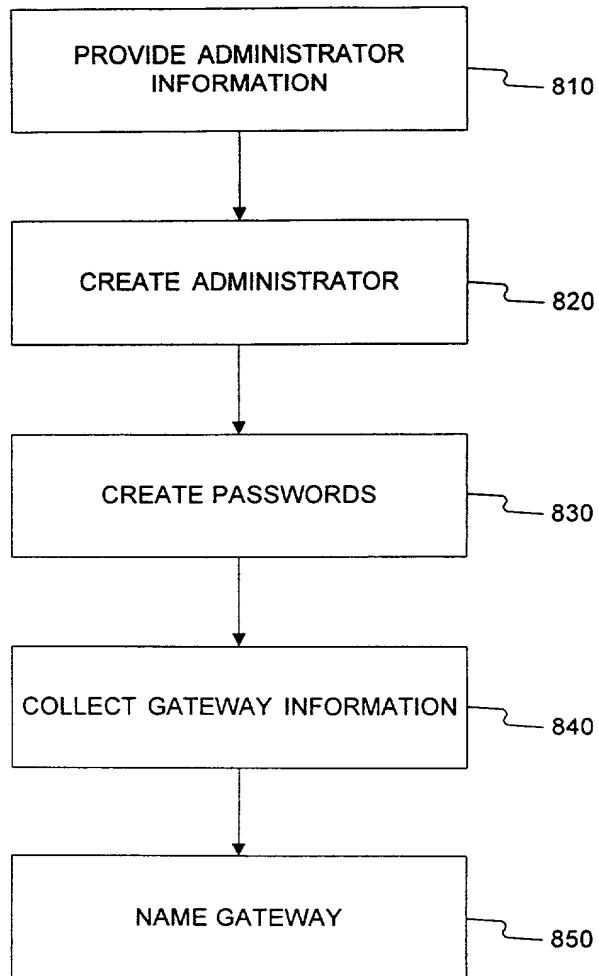 PROVIDE ADMINISTRATOR
INFORMATION
810
CREATE ADMINISTRATOR
820
CREATE PASSWORDS
830
COLLECT GATEWAY INFORMATION
840
NAME GATEWAY
850